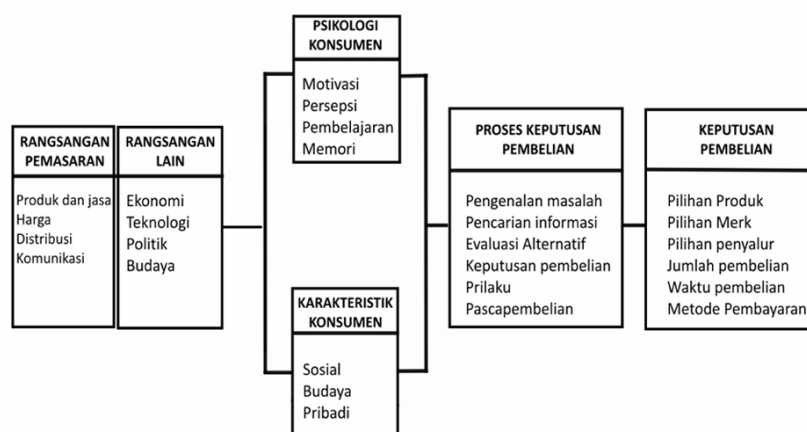 PSIKOLOGI
KONSUMEN
Motivasi
Persepsi
Pembelajaran
Memori
RANGSANGAN
PEMASARAN
Produk dan jasa
Harga
Distribusi
Komunikasi
RANGSANGAN
LAIN
Ekonomi
Teknologi
Politik
Budaya
KARAKTERISTIK
KONSUMEN
Sosial
Budaya
Pribadi
PROSES KEPUTUSAN
PEMBELIAN
Pengenalan masalah
Pencarian informasi
Evaluasi Alternatif
Keputusan pembelian
Prilaku
Pascapembelian
KEPUTUSAN
PEMBELIAN
Pilihan Produk
Pilihan Merk
Pilihan penyalur
Jumlah pembelian
Waktu pembelian
Metode Pembayaran